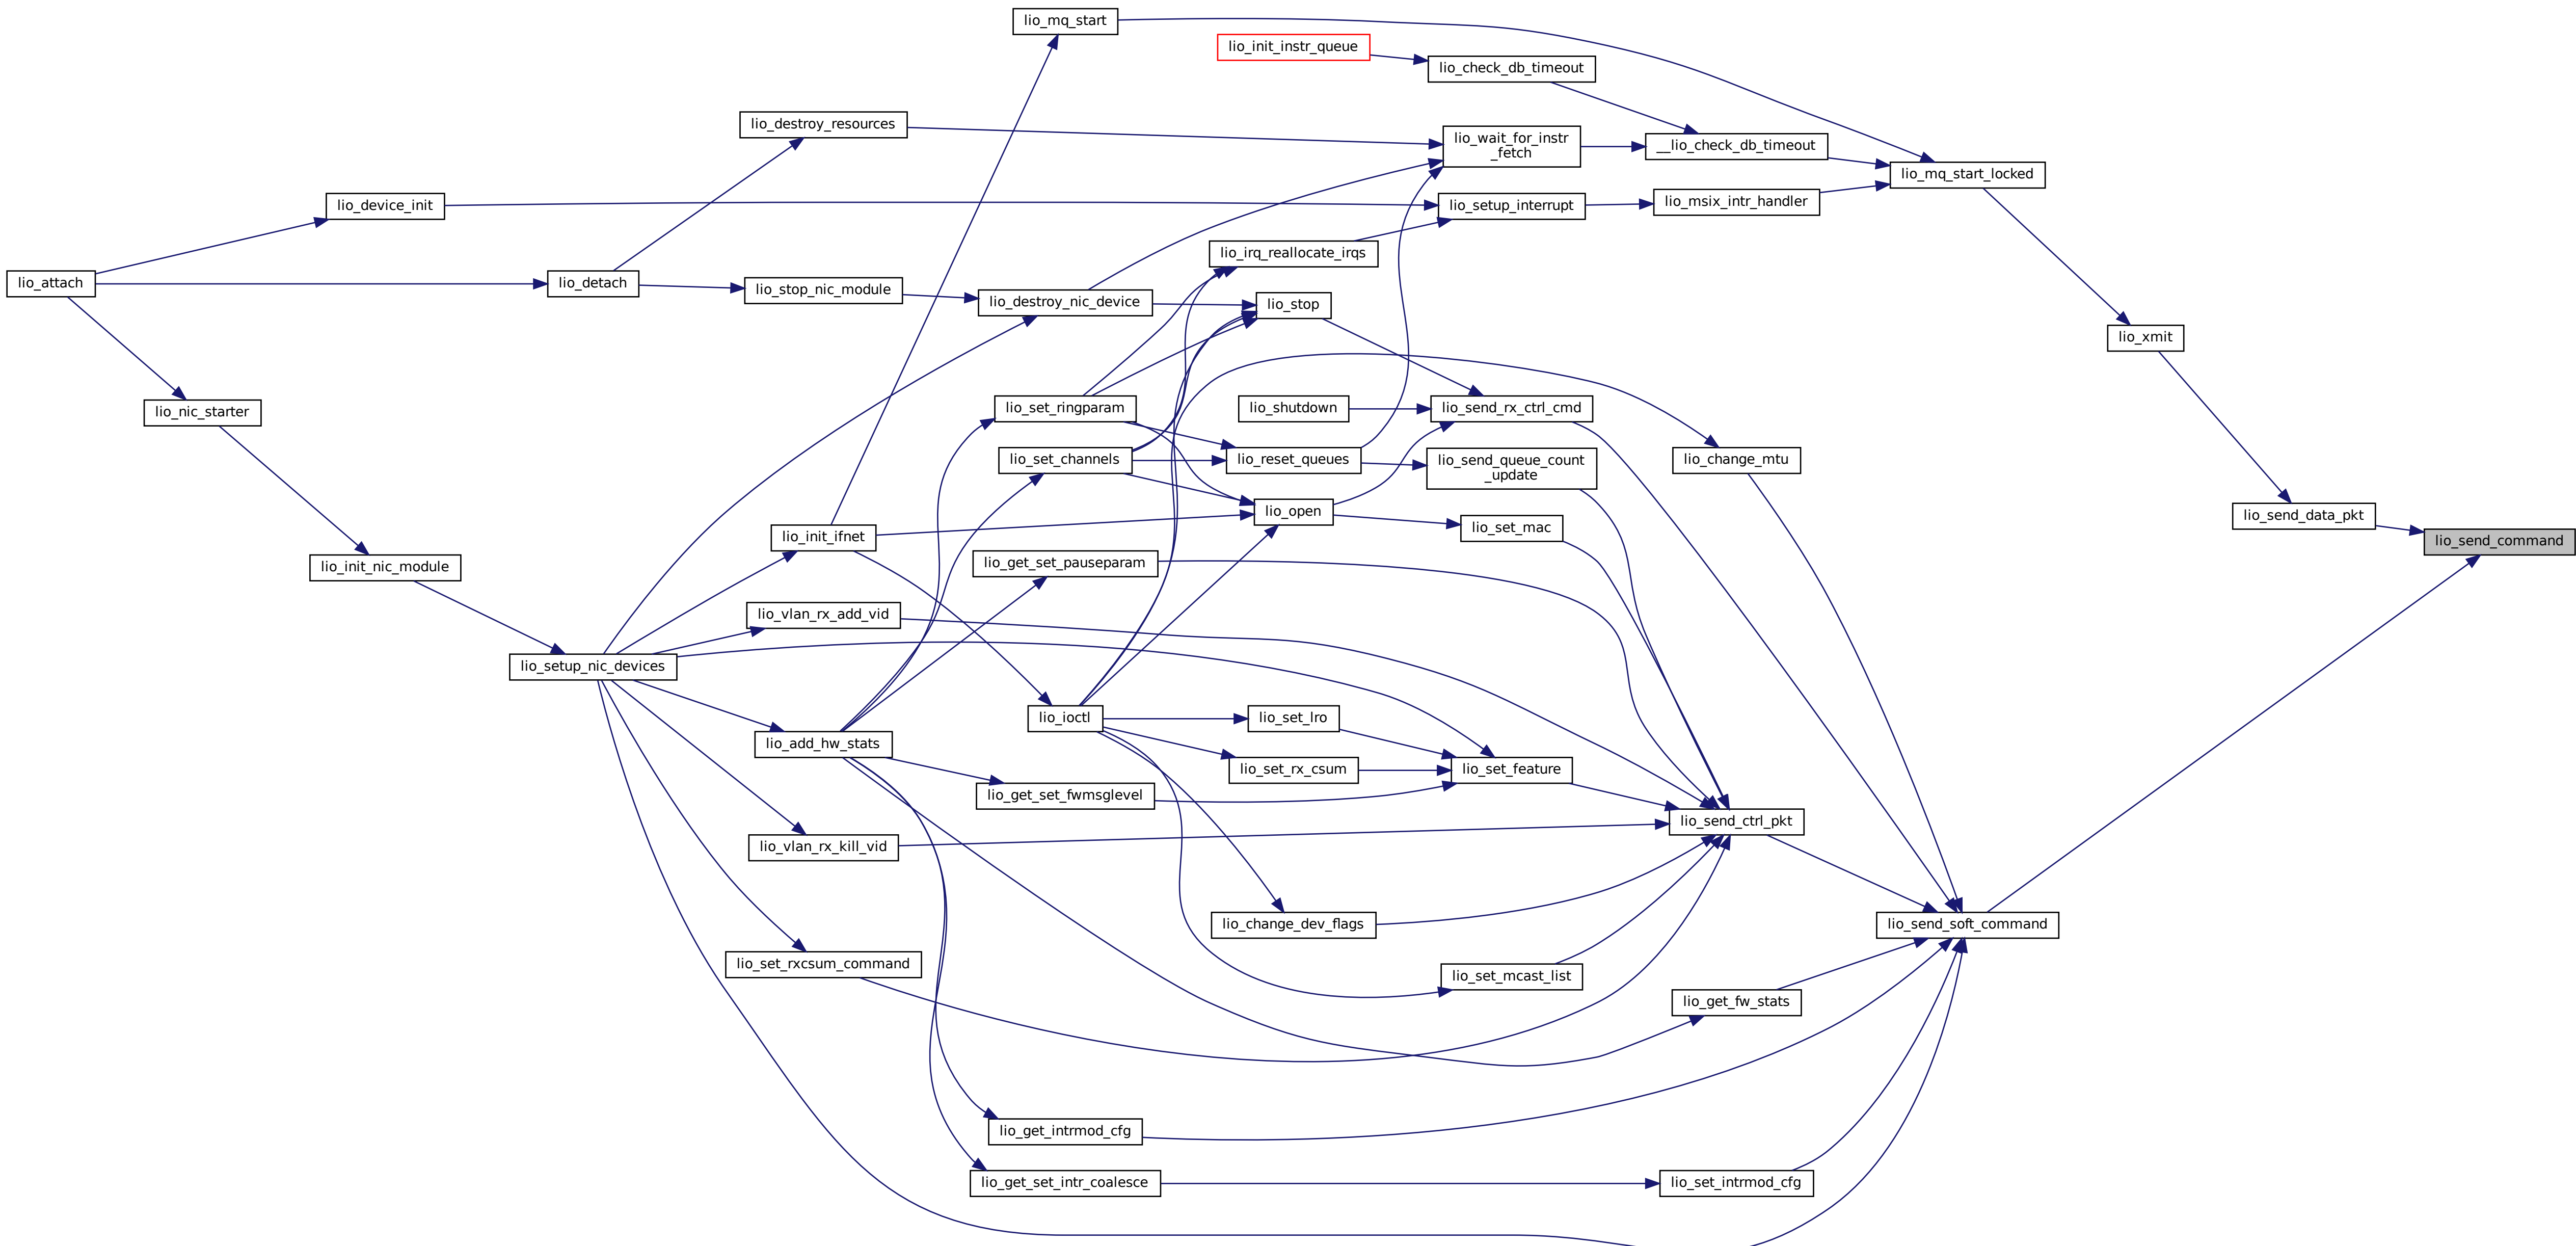 lio_mq_start
lio_init_instr_queue
lio_check_db_timeout
lio_destroy_resources
lio_wait_for_instr
_fetch
__lio_check_db_timeout
lio_mq_start_locked
lio_device_init
lio_setup_interrupt
lio_msix_intr_handler
lio_irq_reallocate_irqs
lio_attach
lio_detach
lio_stop_nic_module
lio_destroy_nic_device
lio_stop
lio_xmit
lio_nic_starter
lio_set_ringparam
lio_shutdown
lio_send_rx_ctrl_cmd
lio_set_channels
lio_reset_queues
lio_send_queue_count
_update
lio_change_mtu
lio_open
lio_set_mac
lio_send_data_pkt
lio_init_ifnet
lio_send_command
lio_init_nic_module
lio_get_set_pauseparam
lio_vlan_rx_add_vid
lio_setup_nic_devices
lio_ioctl
lio_set_lro
lio_add_hw_stats
lio_set_rx_csum
lio_set_feature
lio_get_set_fwmsglevel
lio_send_ctrl_pkt
lio_vlan_rx_kill_vid
lio_change_dev_flags
lio_send_soft_command
lio_set_rxcsum_command
lio_set_mcast_list
lio_get_fw_stats
lio_get_intrmod_cfg
lio_get_set_intr_coalesce
lio_set_intrmod_cfg